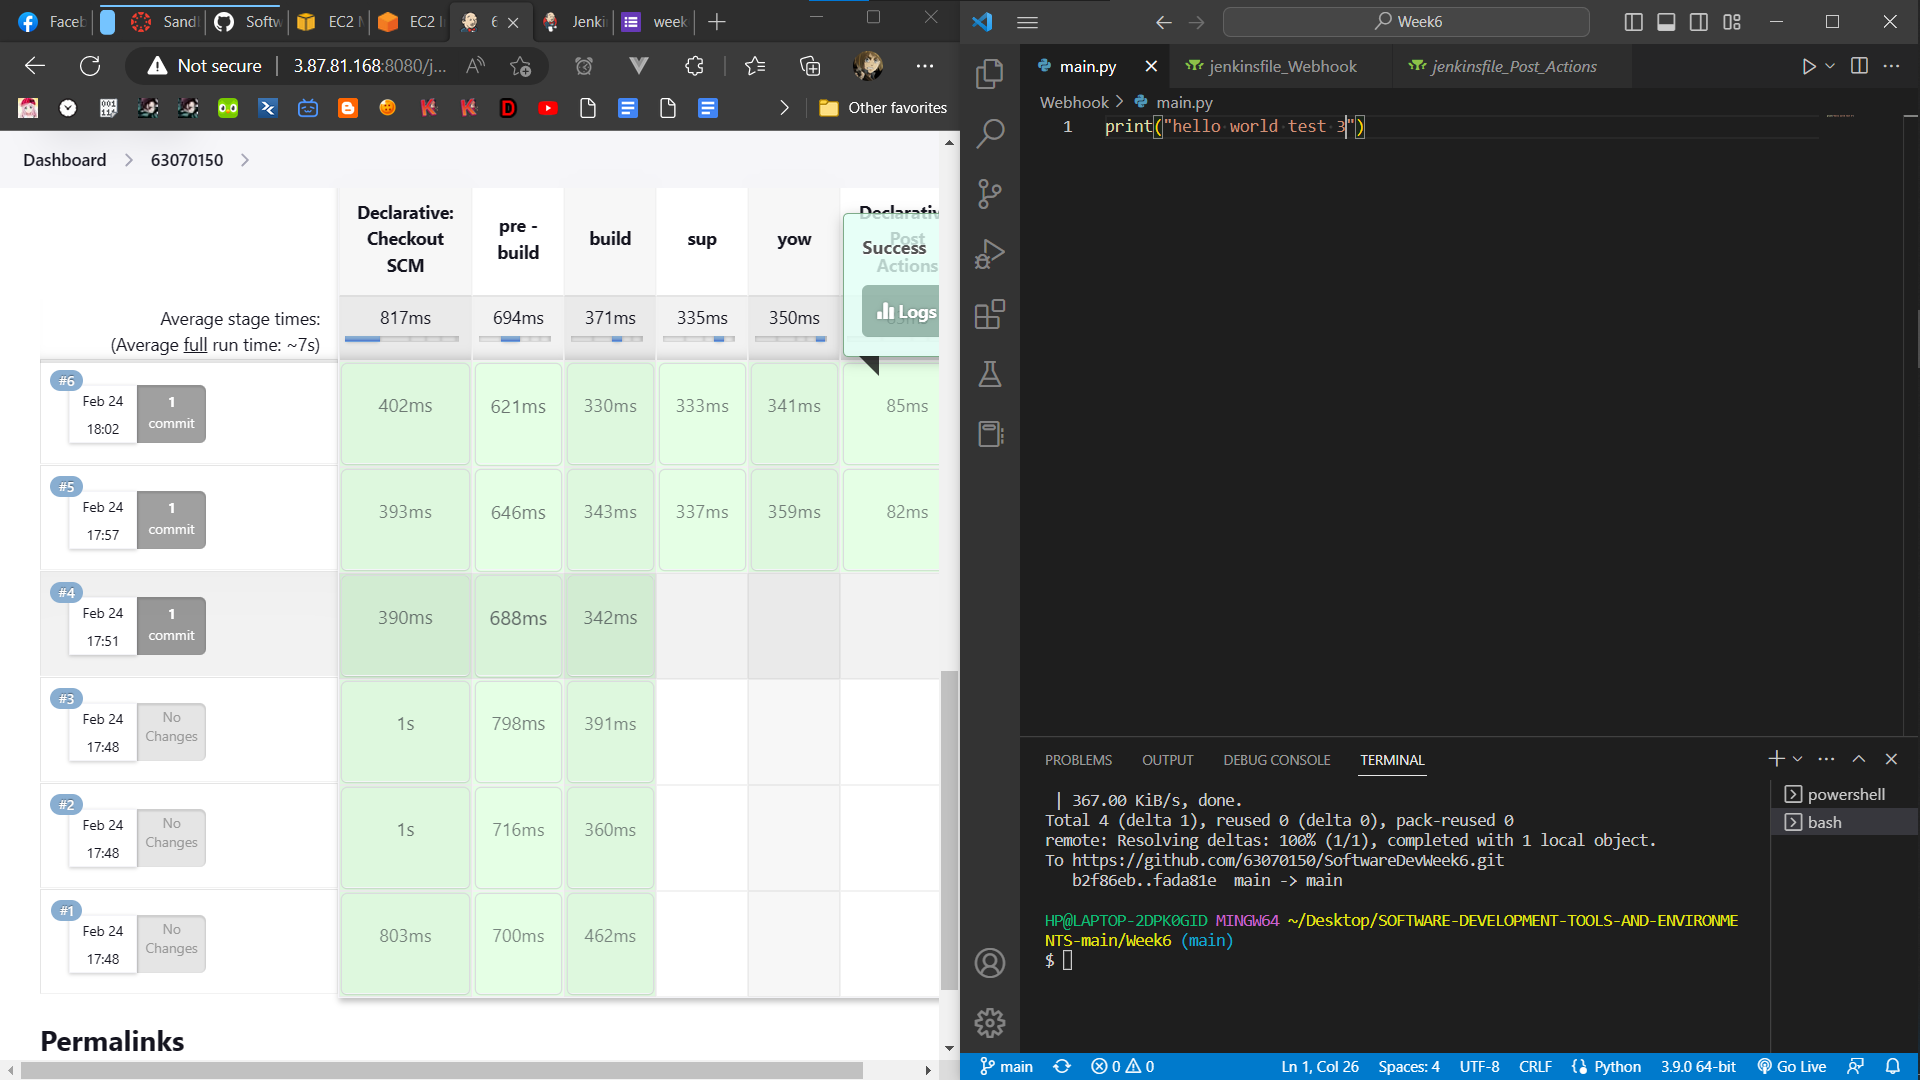 Faceb
Sandl
Softw
EC2 M
EC2 I
6
Jenkin
week
Not secure
3.87.81.168:8080/j...
Other favorites
Dashboard
63070150
Declarative:
Checkout
SCM
pre -
build
build
sup
yow
Declarativ
Post
Actions
Success
Logs
Average stage times:
(Average full run time: ~7s)
817ms
694ms
371ms
335ms
350ms
#6
Feb 24
18:02
1
commit
402ms
621ms
330ms
333ms
341ms
85ms
#5
Feb 24
17:57
1
commit
393ms
646ms
343ms
337ms
359ms
82ms
#4
Feb 24
17:51
1
commit
390ms
688ms
342ms
#3
Feb 24
17:48
No
Changes
1s
798ms
391ms
#2
Feb 24
17:48
No
Changes
1s
716ms
360ms
#1
Feb 24
17:48
No
Changes
803ms
700ms
462ms
Permalinks
Week6
main.py
jenkinsfile_Webhook
jenkinsfile_Post_Actions
Webhook > main.py
1
print("hello world test 3")
PROBLEMS
OUTPUT
DEBUG CONSOLE
TERMINAL
powershell
bash
| 367.00 KiB/s, done.
Total 4 (delta 1), reused 0 (delta 0), pack-reused 0
remote: Resolving deltas: 100% (1/1), completed with 1 local object.
To https://github.com/63070150/SoftwareDevWeek6.git
b2f86eb..fada81e  main -> main
HP@LAPTOP-2DPK0GID MINGW64 ~/Desktop/SOFTWARE-DEVELOPMENT-TOOLS-AND-ENVIRONME
NTS-main/Week6 (main)
$
main
0
0
Ln 1, Col 26
Spaces: 4
UTF-8
CRLF
Python
3.9.0 64-bit
Go Live